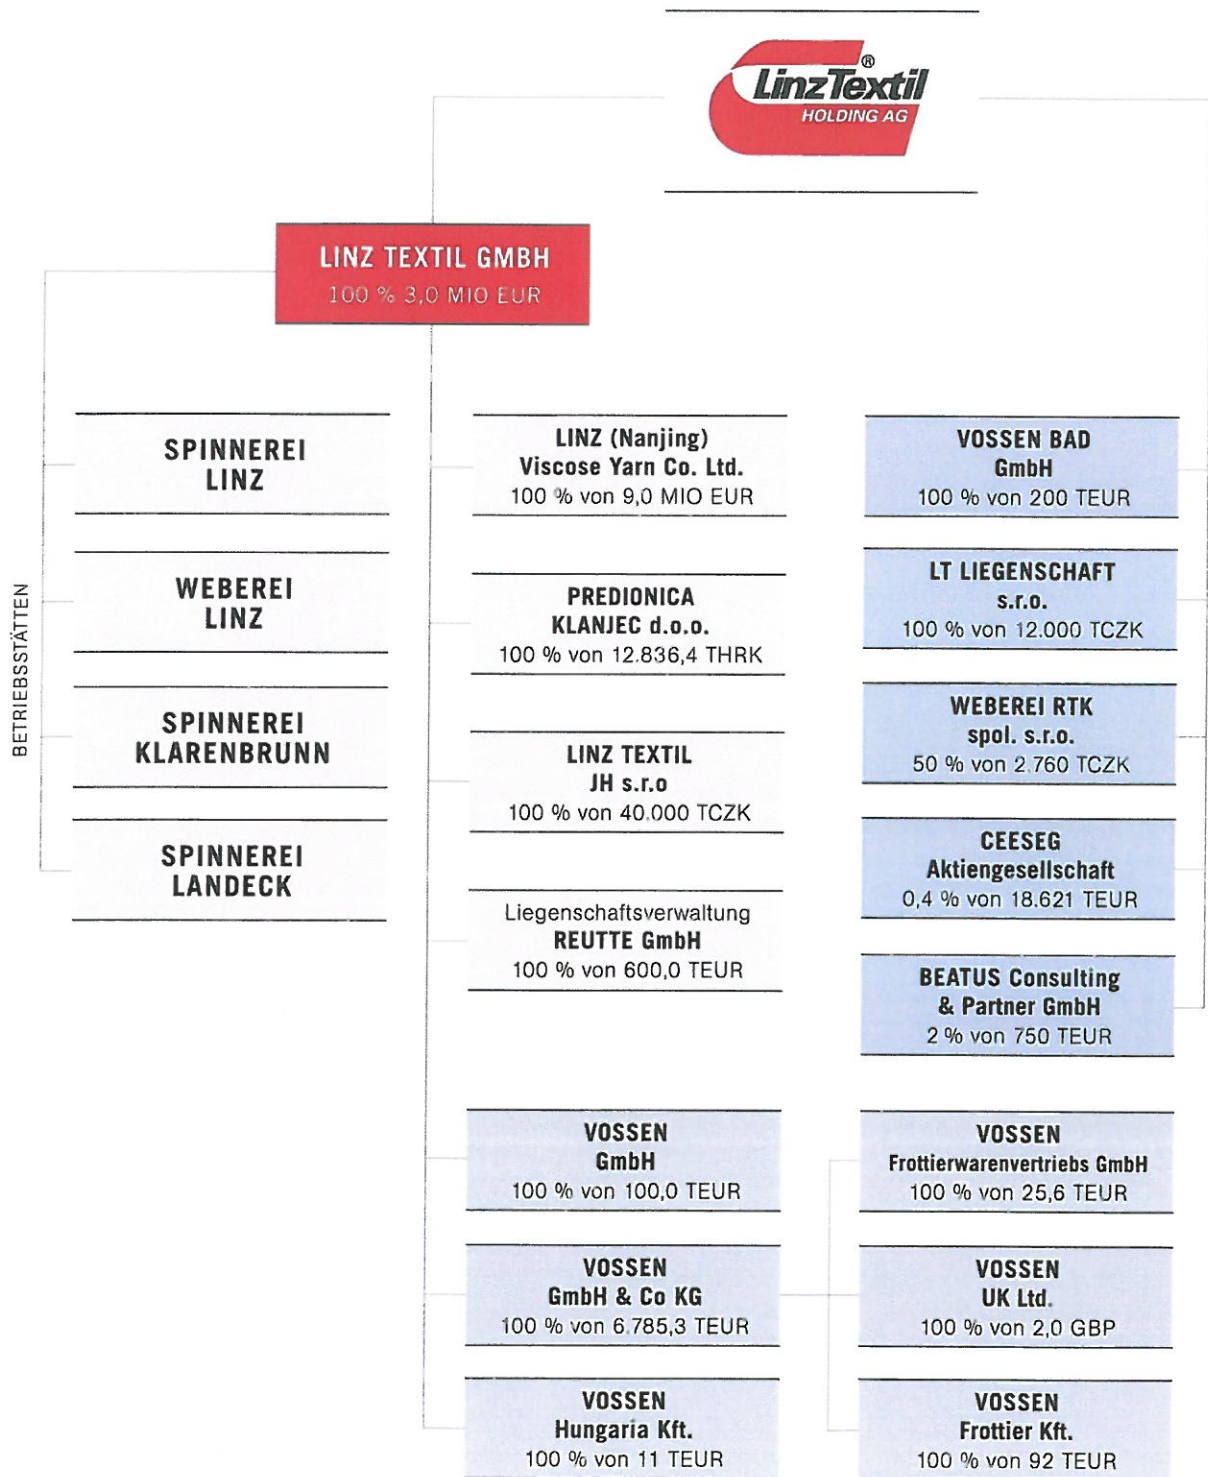 LinzTextil®
HOLDING AG
LINZ TEXTIL GMBH
100 % 3,0 MIO EUR
BETRIEBSSTÄTTEN
SPINNEREI
LINZ
WEBEREI
LINZ
SPINNEREI
KLARENBRUNN
SPINNEREI
LANDECK
LINZ (Nanjing)
Viscose Yarn Co. Ltd.
100 % von 9,0 MIO EUR
PREDIONICA
KLANJEC d.o.o.
100 % von 12.836,4 THRK
LINZ TEXTIL
JH s.r.o
100 % von 40.000 TCZK
Liegenschaftsverwaltung
REUTTE GmbH
100 % von 600,0 TEUR
VOSSEN BAD
GmbH
100 % von 200 TEUR
LT LIEGENSCHAFT
s.r.o.
100 % von 12.000 TCZK
WEBEREI RTK
spol. s.r.o.
50 % von 2.760 TCZK
CEESEG
Aktiengesellschaft
0,4 % von 18.621 TEUR
BEATUS Consulting
& Partner GmbH
2 % von 750 TEUR
VOSSEN
GmbH
100 % von 100,0 TEUR
VOSSEN
GmbH & Co KG
100 % von 6.785,3 TEUR
VOSSEN
Hungaria Kft.
100 % von 11 TEUR
VOSSEN
Frottierwarenvertriebs GmbH
100 % von 25,6 TEUR
VOSSEN
UK Ltd.
100 % von 2,0 GBP
VOSSEN
Frottier Kft.
100 % von 92 TEUR